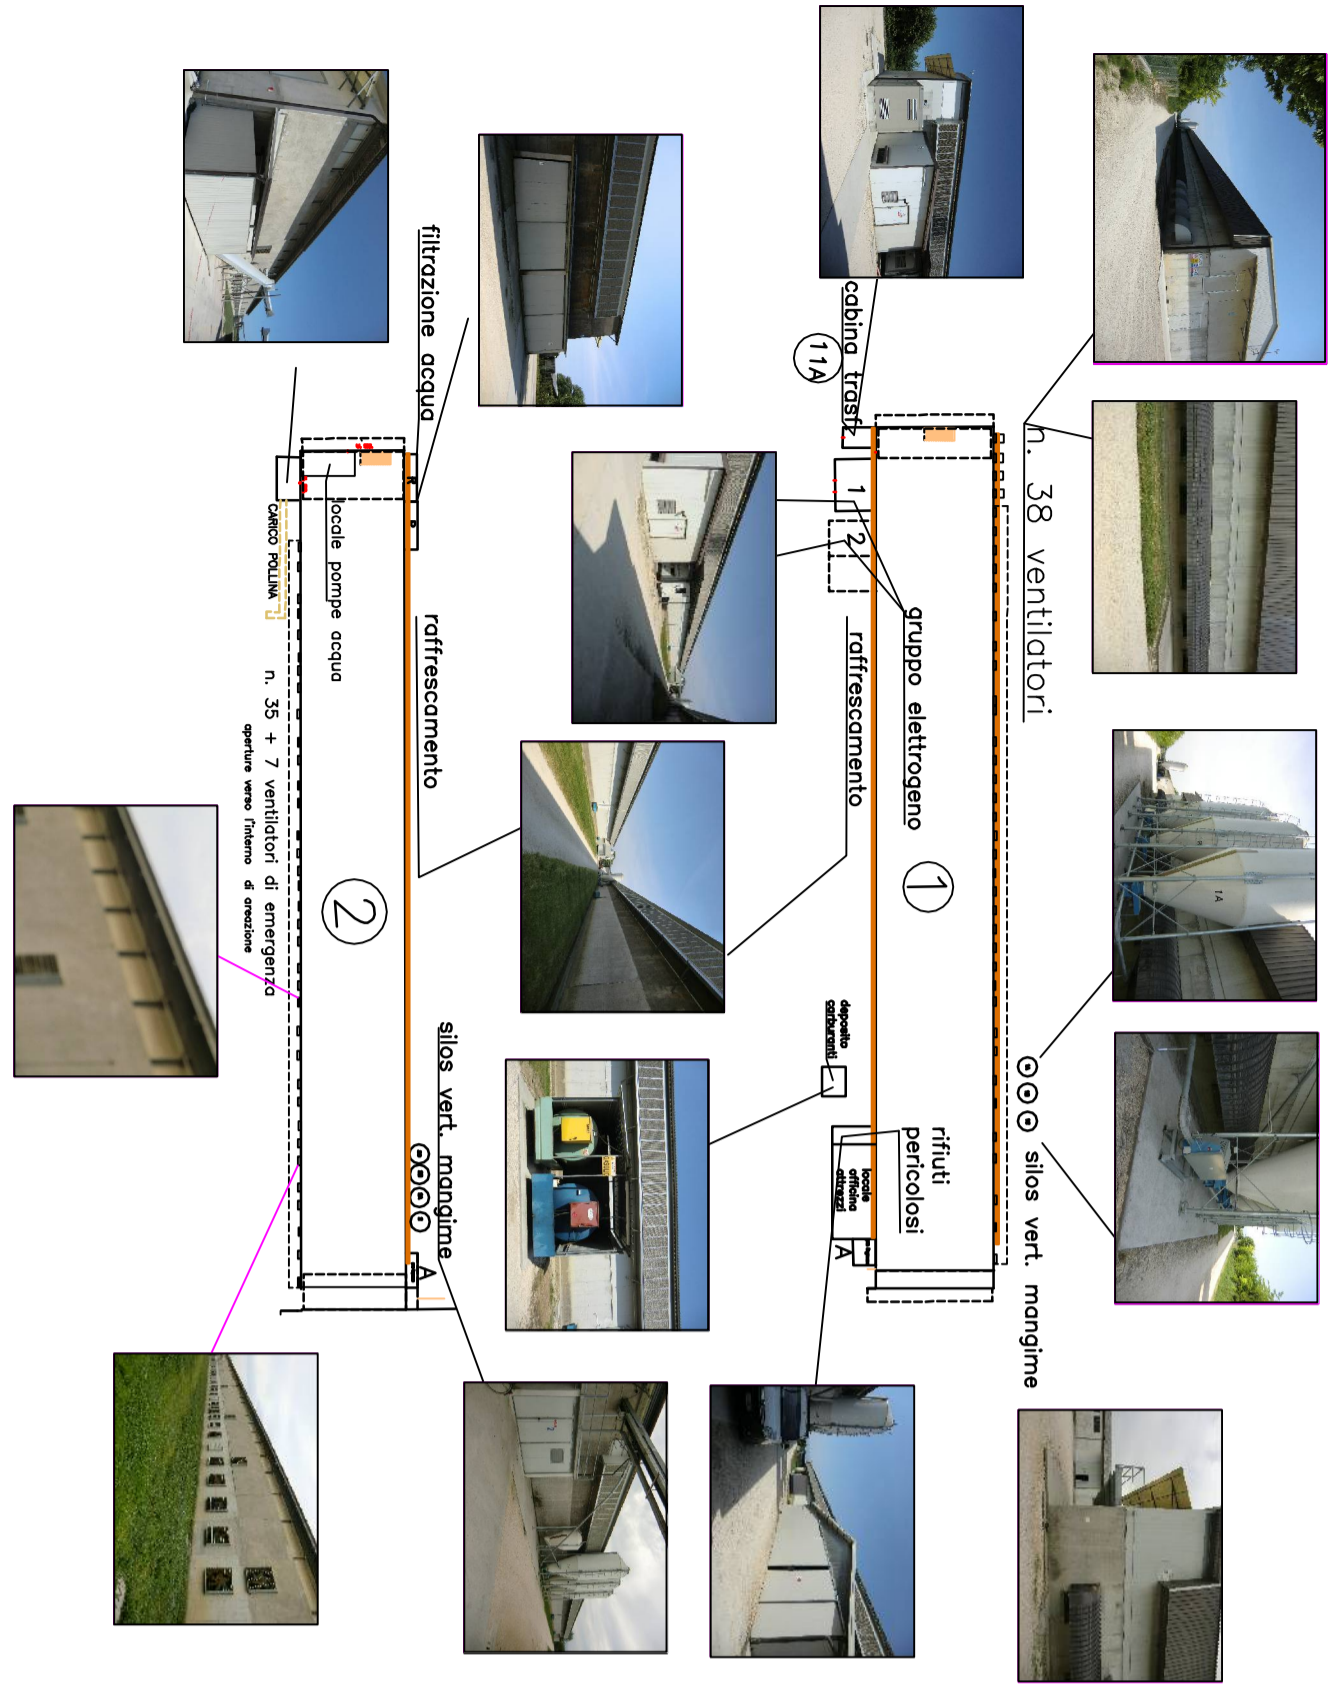 n. 38 ventilatori
silos vert. mangime
cabina trasf
11A
1
2
gruppo elettrogeno
raffrescamento
1
deposito
carburanti
rifiuti
pericolosi
locale
officina
attrezzi
A
filtrazione acqua
R
P
raffrescamento
silos vert. mangime
A
locale pompe acqua
2
CARICO POLLINA
n. 35 + 7 ventilatori di emergenza
aperture verso l'interno di areazione
1A